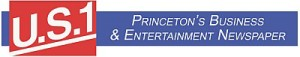 U.S.1
PRINCETON'S BUSINESS
& ENTERTAINMENT NEWSPAPER